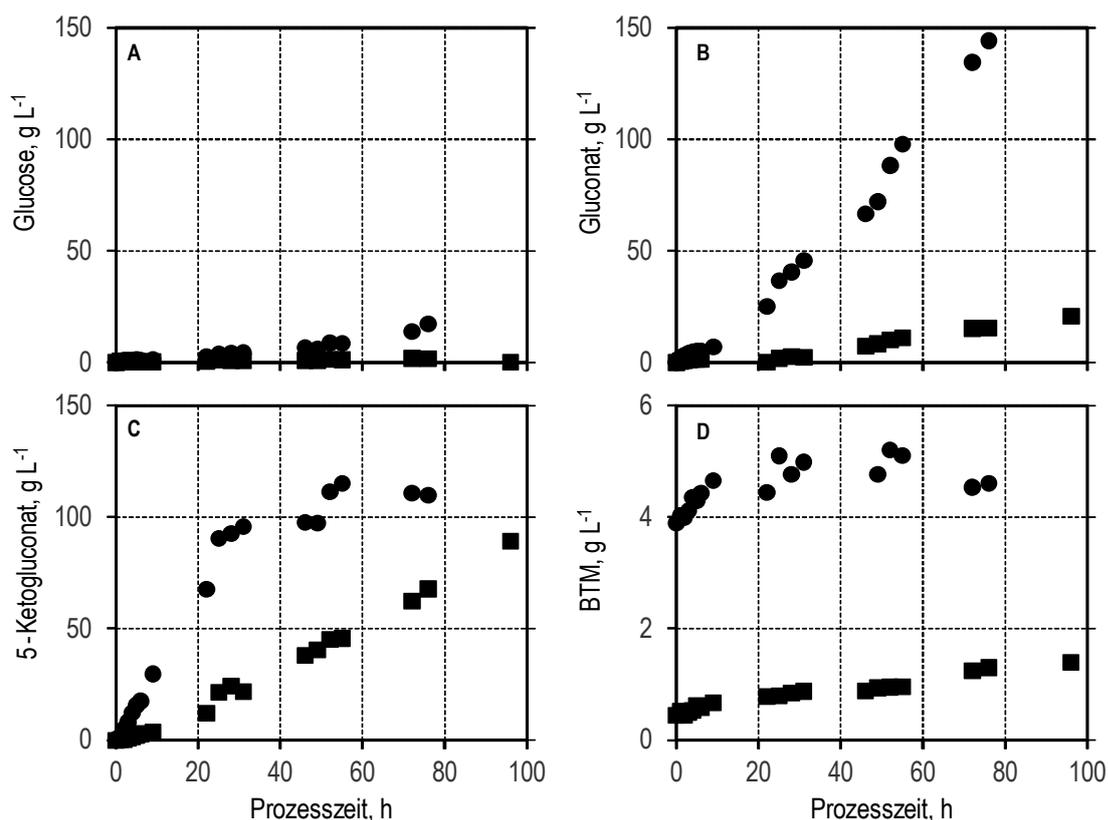 A
Glucose, g L⁻¹
150
100
50
0
B
Gluconat, g L⁻¹
150
100
50
0
C
5-Ketogluconat, g L⁻¹
150
100
50
0
0 20 40 60 80 100
Prozesszeit, h
D
BTM, g L⁻¹
6
4
2
0
0 20 40 60 80 100
Prozesszeit, h